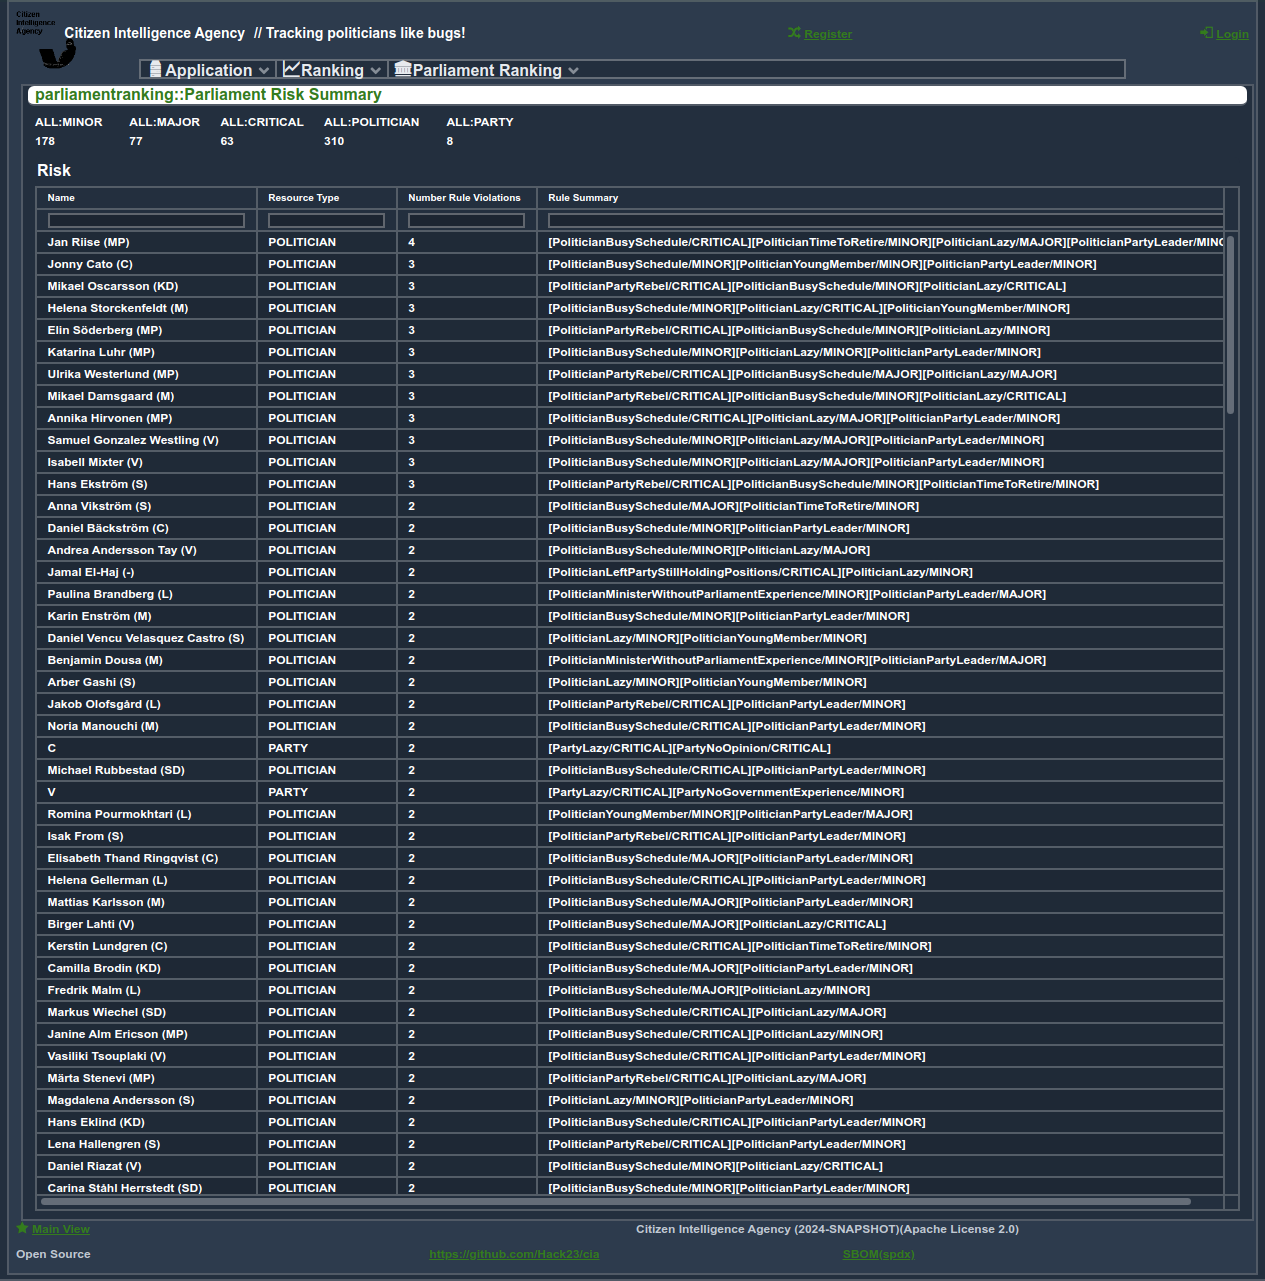 Citizen
Intelligence
Agency
Citizen Intelligence Agency // Tracking politicians like bugs!
Register
Login
Application Ranking Parliament Ranking
parliamentranking::Parliament Risk Summary
ALL:MINOR ALL:MAJOR ALL:CRITICAL ALL:POLITICIAN ALL:PARTY
178 77 63 310 8
Risk
Name Resource Type Number Rule Violations Rule Summary
Jan Riise (MP) POLITICIAN 4 [PoliticianBusySchedule/CRITICAL][PoliticianTimeToRetire/MINOR][PoliticianLazy/MAJOR][PoliticianPartyLeader/MINO
Jonny Cato (C) POLITICIAN 3 [PoliticianBusySchedule/MINOR][PoliticianYoungMember/MINOR][PoliticianPartyLeader/MINOR]
Mikael Oscarsson (KD) POLITICIAN 3 [PoliticianPartyRebel/CRITICAL][PoliticianBusySchedule/MINOR][PoliticianLazy/CRITICAL]
Helena Storckenfeldt (M) POLITICIAN 3 [PoliticianBusySchedule/MINOR][PoliticianLazy/CRITICAL][PoliticianYoungMember/MINOR]
Elin Söderberg (MP) POLITICIAN 3 [PoliticianPartyRebel/CRITICAL][PoliticianBusySchedule/MINOR][PoliticianLazy/MINOR]
Katarina Luhr (MP) POLITICIAN 3 [PoliticianBusySchedule/MINOR][PoliticianLazy/MINOR][PoliticianPartyLeader/MINOR]
Ulrika Westerlund (MP) POLITICIAN 3 [PoliticianPartyRebel/CRITICAL][PoliticianBusySchedule/MAJOR][PoliticianLazy/MAJOR]
Mikael Damsgaard (M) POLITICIAN 3 [PoliticianPartyRebel/CRITICAL][PoliticianBusySchedule/MINOR][PoliticianLazy/CRITICAL]
Annika Hirvonen (MP) POLITICIAN 3 [PoliticianBusySchedule/CRITICAL][PoliticianLazy/MAJOR][PoliticianPartyLeader/MINOR]
Samuel Gonzalez Westling (V) POLITICIAN 3 [PoliticianBusySchedule/MINOR][PoliticianLazy/MAJOR][PoliticianPartyLeader/MINOR]
Isabell Mixter (V) POLITICIAN 3 [PoliticianBusySchedule/MINOR][PoliticianLazy/MAJOR][PoliticianPartyLeader/MINOR]
Hans Ekström (S) POLITICIAN 3 [PoliticianPartyRebel/CRITICAL][PoliticianBusySchedule/MINOR][PoliticianTimeToRetire/MINOR]
Anna Vikström (S) POLITICIAN 2 [PoliticianBusySchedule/MAJOR][PoliticianTimeToRetire/MINOR]
Daniel Bäckström (C) POLITICIAN 2 [PoliticianBusySchedule/MINOR][PoliticianPartyLeader/MINOR]
Andrea Andersson Tay (V) POLITICIAN 2 [PoliticianBusySchedule/MINOR][PoliticianLazy/MAJOR]
Jamal El-Haj (-) POLITICIAN 2 [PoliticianLeftPartyStillHoldingPositions/CRITICAL][PoliticianLazy/MINOR]
Paulina Brandberg (L) POLITICIAN 2 [PoliticianMinisterWithoutParliamentExperience/MINOR][PoliticianPartyLeader/MAJOR]
Karin Enström (M) POLITICIAN 2 [PoliticianBusySchedule/MINOR][PoliticianPartyLeader/MINOR]
Daniel Vencu Velasquez Castro (S) POLITICIAN 2 [PoliticianLazy/MINOR][PoliticianYoungMember/MINOR]
Benjamin Dousa (M) POLITICIAN 2 [PoliticianMinisterWithoutParliamentExperience/MINOR][PoliticianPartyLeader/MAJOR]
Arber Gashi (S) POLITICIAN 2 [PoliticianLazy/MINOR][PoliticianYoungMember/MINOR]
Jakob Olofsgård (L) POLITICIAN 2 [PoliticianPartyRebel/CRITICAL][PoliticianPartyLeader/MINOR]
Noria Manouchi (M) POLITICIAN 2 [PoliticianBusySchedule/CRITICAL][PoliticianPartyLeader/MINOR]
C PARTY 2 [PartyLazy/CRITICAL][PartyNoOpinion/CRITICAL]
Michael Rubbestad (SD) POLITICIAN 2 [PoliticianBusySchedule/CRITICAL][PoliticianPartyLeader/MINOR]
V PARTY 2 [PartyLazy/CRITICAL][PartyNoGovernmentExperience/MINOR]
Romina Pourmokhtari (L) POLITICIAN 2 [PoliticianYoungMember/MINOR][PoliticianPartyLeader/MAJOR]
Isak From (S) POLITICIAN 2 [PoliticianPartyRebel/CRITICAL][PoliticianPartyLeader/MINOR]
Elisabeth Thand Ringqvist (C) POLITICIAN 2 [PoliticianBusySchedule/MAJOR][PoliticianPartyLeader/MINOR]
Helena Gellerman (L) POLITICIAN 2 [PoliticianBusySchedule/CRITICAL][PoliticianPartyLeader/MINOR]
Mattias Karlsson (M) POLITICIAN 2 [PoliticianBusySchedule/MAJOR][PoliticianPartyLeader/MINOR]
Birger Lahti (V) POLITICIAN 2 [PoliticianBusySchedule/MAJOR][PoliticianLazy/CRITICAL]
Kerstin Lundgren (C) POLITICIAN 2 [PoliticianBusySchedule/CRITICAL][PoliticianTimeToRetire/MINOR]
Camilla Brodin (KD) POLITICIAN 2 [PoliticianBusySchedule/MAJOR][PoliticianPartyLeader/MINOR]
Fredrik Malm (L) POLITICIAN 2 [PoliticianBusySchedule/MAJOR][PoliticianLazy/MINOR]
Markus Wiechel (SD) POLITICIAN 2 [PoliticianBusySchedule/CRITICAL][PoliticianLazy/MAJOR]
Janine Alm Ericson (MP) POLITICIAN 2 [PoliticianBusySchedule/CRITICAL][PoliticianLazy/MINOR]
Vasiliki Tsouplaki (V) POLITICIAN 2 [PoliticianBusySchedule/CRITICAL][PoliticianPartyLeader/MINOR]
Märta Stenevi (MP) POLITICIAN 2 [PoliticianPartyRebel/CRITICAL][PoliticianLazy/MAJOR]
Magdalena Andersson (S) POLITICIAN 2 [PoliticianLazy/MINOR][PoliticianPartyLeader/MINOR]
Hans Eklind (KD) POLITICIAN 2 [PoliticianBusySchedule/CRITICAL][PoliticianPartyLeader/MINOR]
Lena Hallengren (S) POLITICIAN 2 [PoliticianPartyRebel/CRITICAL][PoliticianPartyLeader/MINOR]
Daniel Riazat (V) POLITICIAN 2 [PoliticianBusySchedule/MINOR][PoliticianLazy/CRITICAL]
Carina Ståhl Herrstedt (SD) POLITICIAN 2 [PoliticianBusySchedule/MINOR][PoliticianPartyLeader/MINOR]
Main View Citizen Intelligence Agency (2024-SNAPSHOT)(Apache License 2.0)
Open Source https://github.com/Hack23/cia SBOM(spdx)